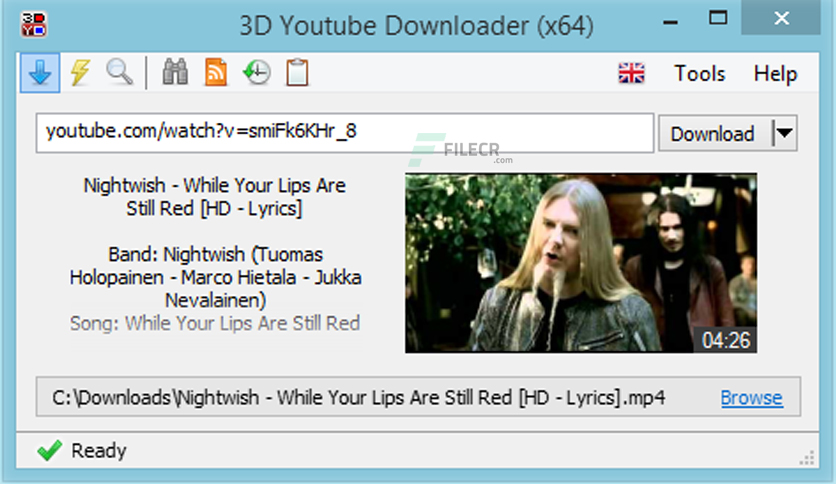 3D YD
3D Youtube Downloader (x64)
Tools Help
youtube.com/watch?v=smiFk6KHr_8
Download
FILECR
.com
Nightwish - While Your Lips Are
Still Red [HD - Lyrics]
Band: Nightwish (Tuomas
Holopainen - Marco Hietala - Jukka
Nevalainen)
Song: While Your Lips Are Still Red
04:26
C:\Downloads\Nightwish - While Your Lips Are Still Red [HD - Lyrics].mp4 Browse
Ready